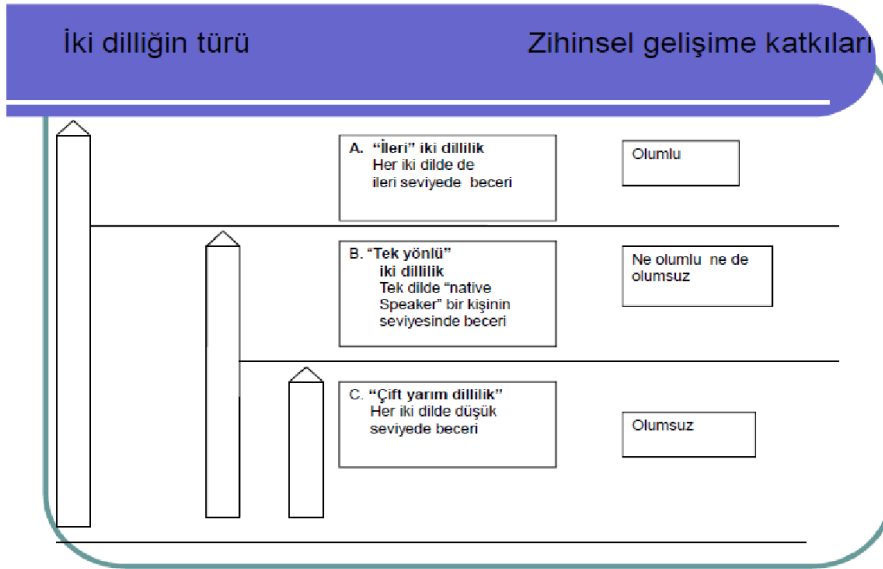 İki dilliğin türü
Zihinsel gelişime katkıları
A. “İleri” iki dillilik
Her iki dilde de
ileri seviyede beceri
Olumlu
B. “Tek yönlü”
iki dillilik
Tek dilde “native
Speaker” bir kişinin
seviyesinde beceri
Ne olumlu ne de
olumsuz
C. “Çift yarım dillilik”
Her iki dilde düşük
seviyede beceri
Olumsuz